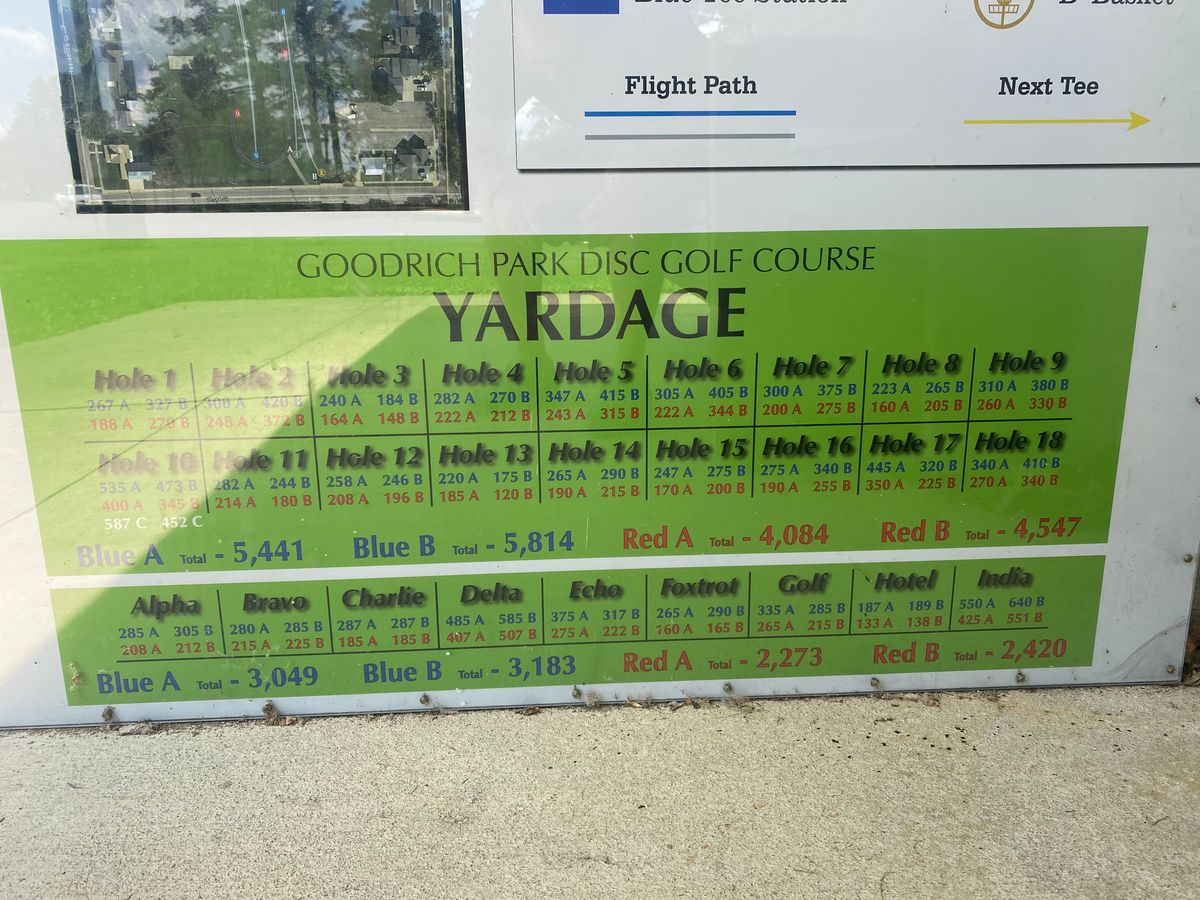 Blue Tee Station
"B" Basket
Flight Path
Next Tee
8
8
9
9
A
B
GOODRICH PARK DISC GOLF COURSE
YARDAGE
Hole 1 Hole 2 Hole 3 Hole 4 Hole 5 Hole 6 Hole 7 Hole 8 Hole 9
267 A 327 B 300 A 420 B 240 A 184 B 282 A 270 B 347 A 415 B 305 A 405 B 300 A 375 B 223 A 265 B 310 A 380 B
188 A 270 B 248 A 372 B 164 A 148 B 222 A 212 B 243 A 315 B 222 A 344 B 200 A 275 B 160 A 205 B 260 A 330 B
Hole 10 Hole 11 Hole 12 Hole 13 Hole 14 Hole 15 Hole 16 Hole 17 Hole 18
535 A 473 B 282 A 244 B 258 A 246 B 220 A 175 B 265 A 290 B 247 A 275 B 275 A 340 B 445 A 320 B 340 A 410 B
400 A 345 B 214 A 180 B 208 A 196 B 185 A 120 B 190 A 215 B 170 A 200 B 190 A 255 B 350 A 225 B 270 A 340 B
587 C 452 C
Blue A Total - 5,441 Blue B Total - 5,814 Red A Total - 4,084 Red B Total - 4,547
Alpha Bravo Charlie Delta Echo Foxtrot Golf Hotel India
285 A 305 B 280 A 285 B 287 A 287 B 485 A 585 B 375 A 317 B 265 A 290 B 335 A 285 B 187 A 189 B 550 A 640 B
208 A 212 B 215 A 225 B 185 A 185 B 407 A 507 B 275 A 222 B 160 A 165 B 265 A 215 B 133 A 138 B 425 A 551 B
Blue A Total - 3,049 Blue B Total - 3,183 Red A Total - 2,273 Red B Total - 2,420